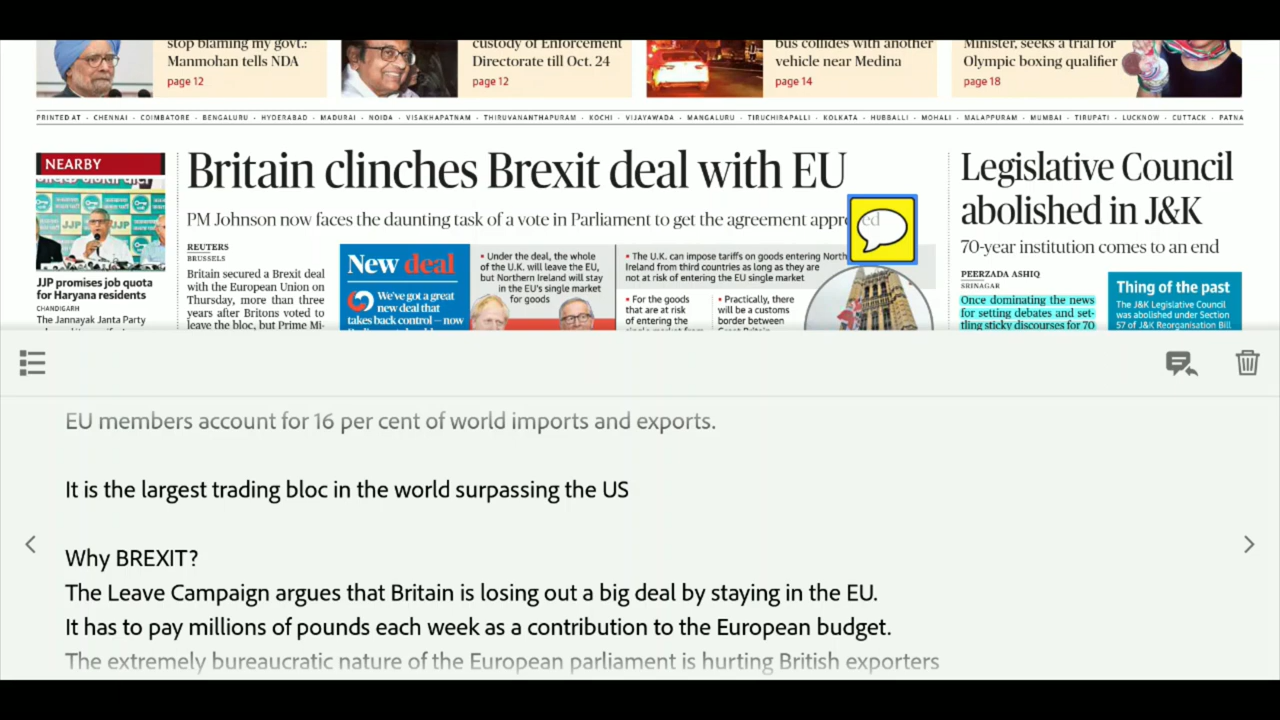 stop blaming my govt.:
Manmohan tells NDA
page 12
custody of Enforcement
Directorate till Oct. 24
page 12
bus collides with another
vehicle near Medina
page 14
Minister, seeks a trial for
Olympic boxing qualifier
page 18
PRINTED AT • CHENNAI • COIMBATORE • BENGALURU • HYDERABAD • MADURAI • NOIDA • VISAKHAPATNAM • THIRUVANANTHAPURAM • KOCHI • VIJAYAWADA • MANGALURU • TIRUCHIRAPALLI • KOLKATA • HUBBALLI • MOHALI • MALAPPURAM • MUMBAI • TIRUPATI • LUCKNOW • CUTTACK • PATNA
NEARBY
JJP
JJP
JJP promises job quota
for Haryana residents
CHANDIGARH
The Jannayak Janta Party
Britain clinches Brexit deal with EU
PM Johnson now faces the daunting task of a vote in Parliament to get the agreement approved
REUTERS
BRUSSELS
Britain secured a Brexit deal
with the European Union on
Thursday, more than three
years after Britons voted to
leave the bloc, but Prime Mi-
New deal
We've got a great
new deal that
takes back control — now
• Under the deal, the whole
of the U.K. will leave the EU,
but Northern Ireland will stay
in the EU's single market
for goods
• The U.K. can impose tariffs on goods entering North
Ireland from third countries as long as they are
not at risk of entering the EU single market
• For the goods
that are at risk
of entering the
• Practically, there
will be a customs
border between
Legislative Council
abolished in J&K
70-year institution comes to an end
PEERZADA ASHIQ
SRINAGAR
Once dominating the news
for setting debates and set-
tling sticky discourses for 70
Thing of the past
The J&K Legislative Council
was abolished under Section
57 of J&K Reorganisation Bill
EU members account for 16 per cent of world imports and exports.
It is the largest trading bloc in the world surpassing the US
Why BREXIT?
The Leave Campaign argues that Britain is losing out a big deal by staying in the EU.
It has to pay millions of pounds each week as a contribution to the European budget.
The extremely bureaucratic nature of the European parliament is hurting British exporters